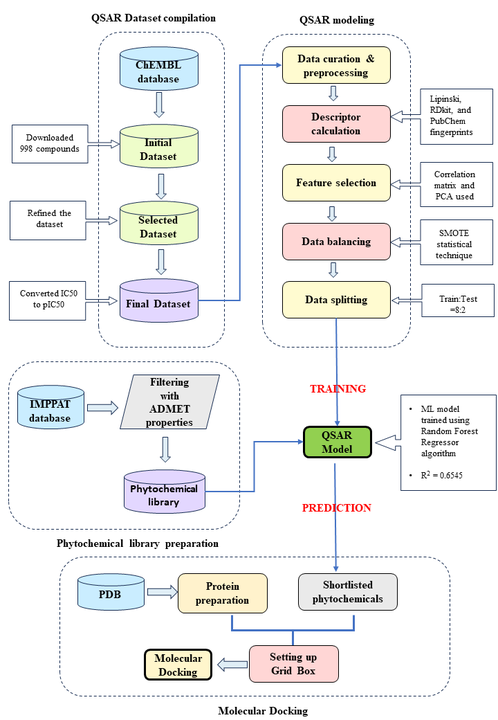 QSAR Dataset compilation
ChEMBL
database
Downloaded
998 compounds
Initial
Dataset
Refined the
dataset
Selected
Dataset
Converted IC50
to pIC50
Final Dataset
QSAR modeling
Data curation &
preprocessing
Descriptor
calculation
Lipinski,
RDkit, and
PubChem
fingerprints
Feature selection
Correlation
matrix and
PCA used
Data balancing
SMOTE
statistical
technique
Data splitting
Train:Test
=8:2
TRAINING
IMPPAT
database
Filtering
with
ADMET
properties
Phytochemical
library
Phytochemical library preparation
QSAR
Model
• ML model
trained using
Random Forest
Regressor
algorithm
• R² = 0.6545
PREDICTION
PDB
Protein
preparation
Shortlisted
phytochemicals
Molecular
Docking
Setting up
Grid Box
Molecular Docking